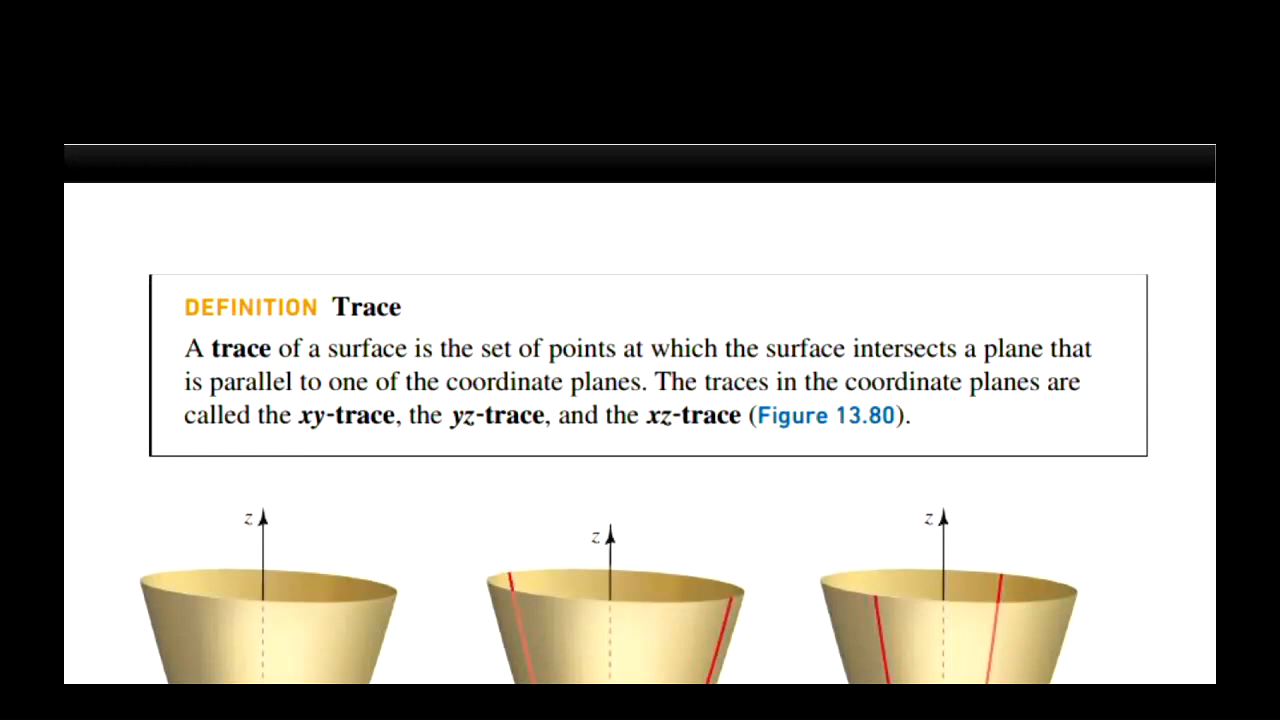 DEFINITION Trace
A trace of a surface is the set of points at which the surface intersects a plane that
is parallel to one of the coordinate planes. The traces in the coordinate planes are
called the xy-trace, the yz-trace, and the xz-trace (Figure 13.80).
z
z
z